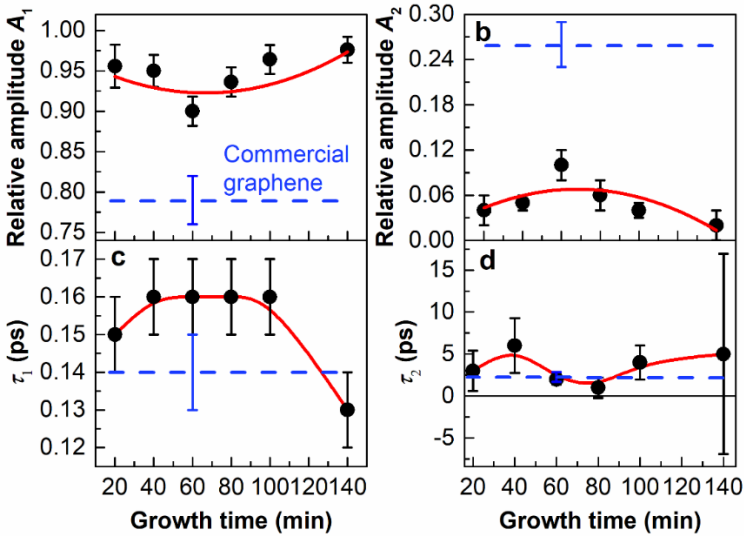 Relative amplitude A₁
1.00
0.95
0.90
0.85
0.80
0.75
Commercial
graphene
Relative amplitude A₂
b
0.30
0.24
0.18
0.12
0.06
0.00
c
τ₁ (ps)
0.17
0.16
0.15
0.14
0.13
0.12
20 40 60 80 100 120 140
Growth time (min)
d
τ₂ (ps)
15
10
5
0
-5
20 40 60 80 100 120 140
Growth time (min)